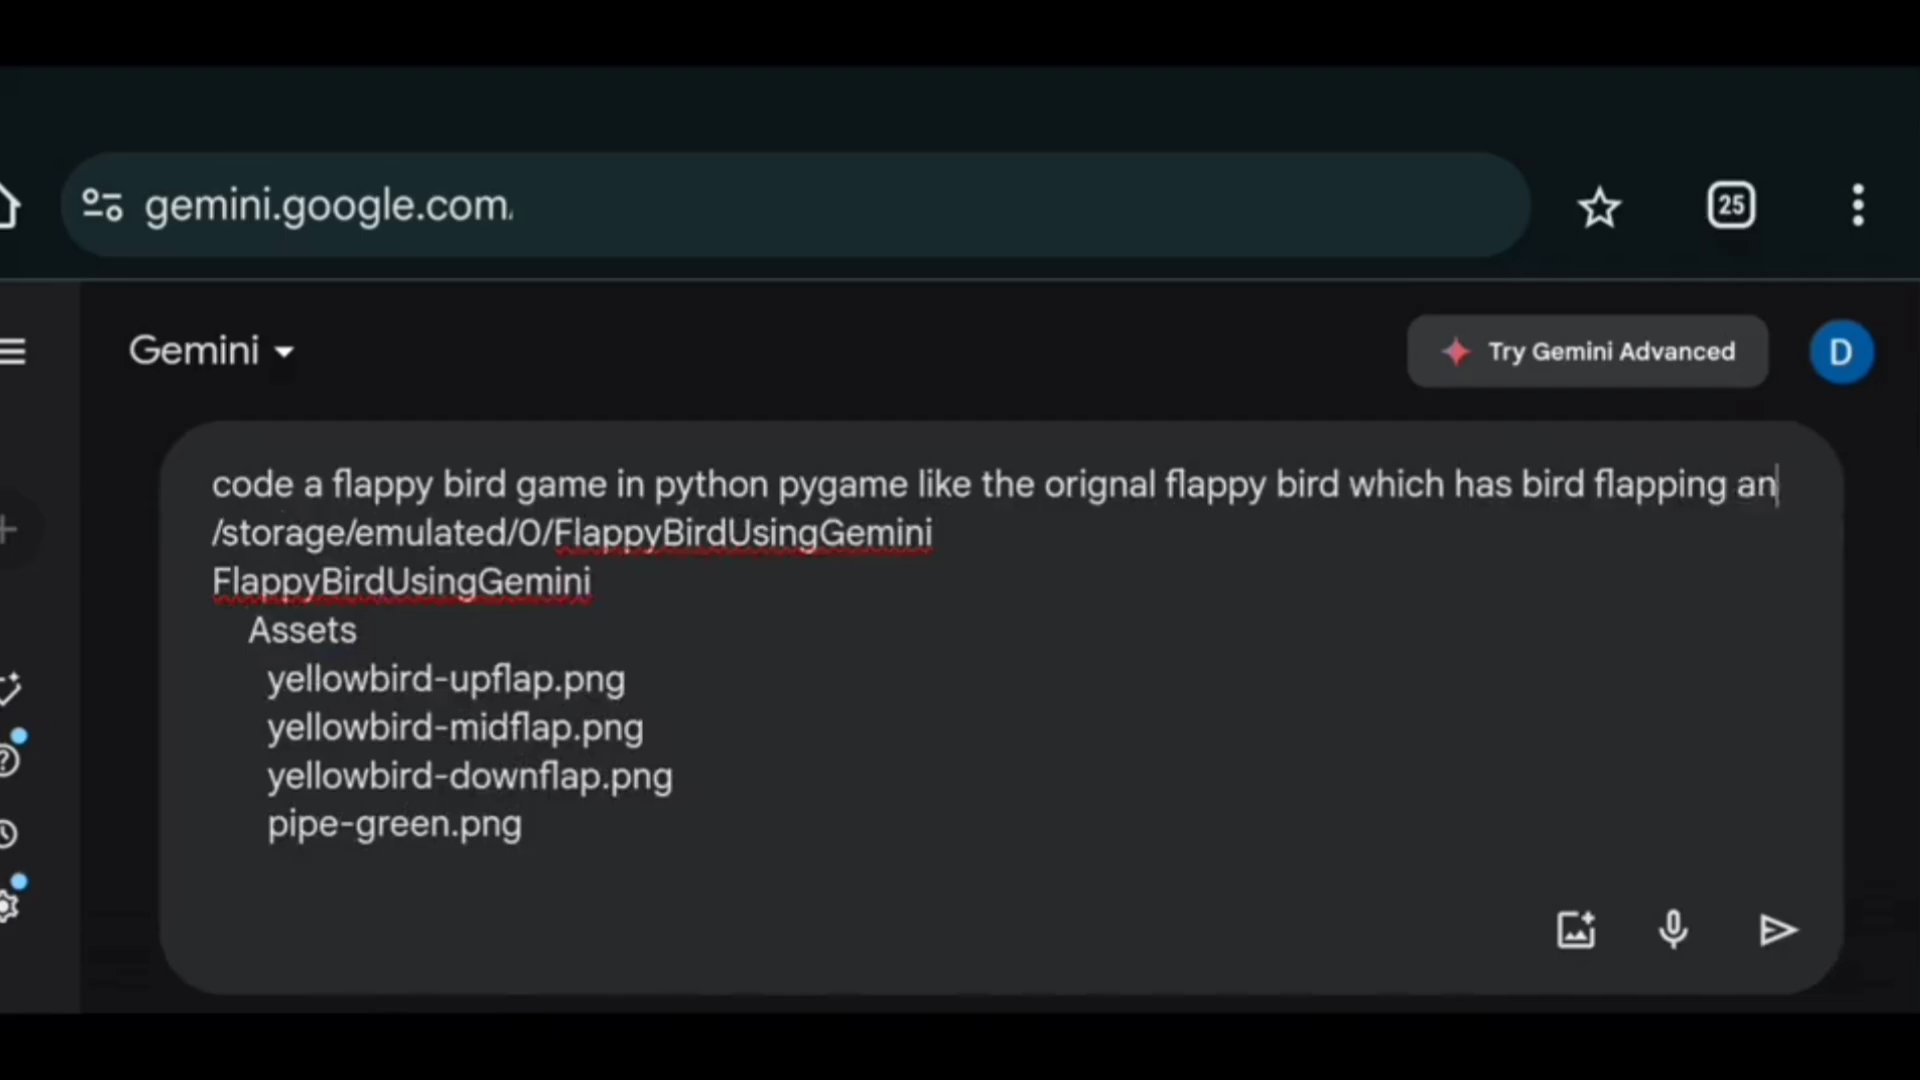 gemini.google.com
25
Gemini
Try Gemini Advanced
D
code a flappy bird game in python pygame like the orignal flappy bird which has bird flapping an
/storage/emulated/0/FlappyBirdUsingGemini
FlappyBirdUsingGemini
Assets
yellowbird-upflap.png
yellowbird-midflap.png
yellowbird-downflap.png
pipe-green.png